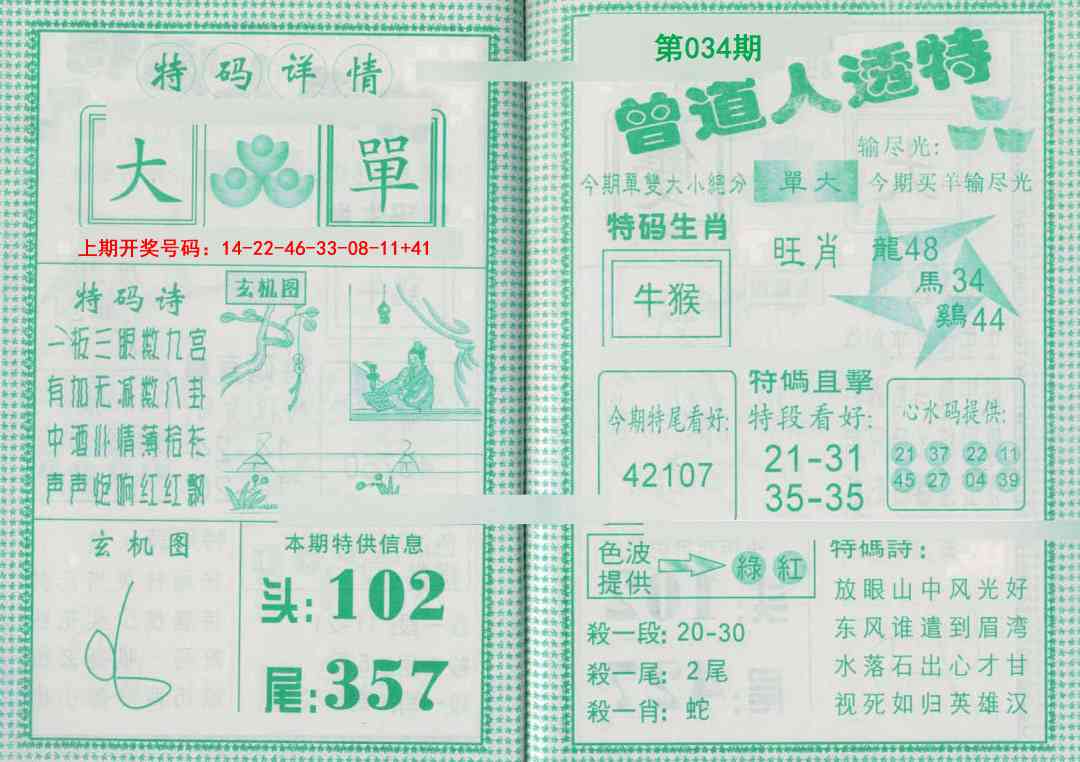 特码详情
大 單
上期开奖号码：14-22-46-33-08-11+41
特码诗
一板三眼数九宫
有加无减数八卦
中酒小情薄拾衫
声声炮响红红飘
玄机图
玄机图
本期特供信息
头:102
尾:357
第034期
曾道人透特
输尽光:
今期單雙大小總分 單大 今期买羊输尽光
特码生肖
牛猴
旺肖
龍48
馬34
鷄44
今期特尾看好:
42107
特碼直擊
特段看好:
21-31
35-35
心水码提供:
21 37 22 11
45 27 04 39
色波提供
綠 紅
殺一段: 20-30
殺一尾: 2尾
殺一肖: 蛇
特碼詩:
放眼山中风光好
东风谁遣到眉湾
水落石出心才甘
视死如归英雄汉